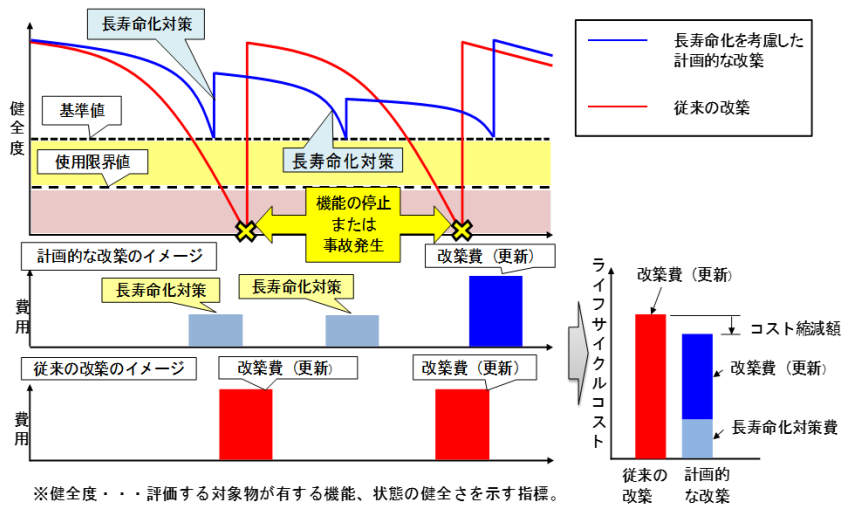 長寿命化対策
長寿命化を考慮した
計画的な改築
従来の改築
健全度
基準値
使用限界値
長寿命化対策
機能の停止
または
事故発生
計画的な改築のイメージ
改築費（更新）
長寿命化対策
長寿命化対策
費用
従来の改築のイメージ
改築費（更新）
改築費（更新）
費用
ライフサイクルコスト
改築費（更新）
コスト縮減額
改築費（更新）
長寿命化対策費
従来の
改築
計画的
な改築
※健全度・・・評価する対象物が有する機能、状態の健全さを示す指標。